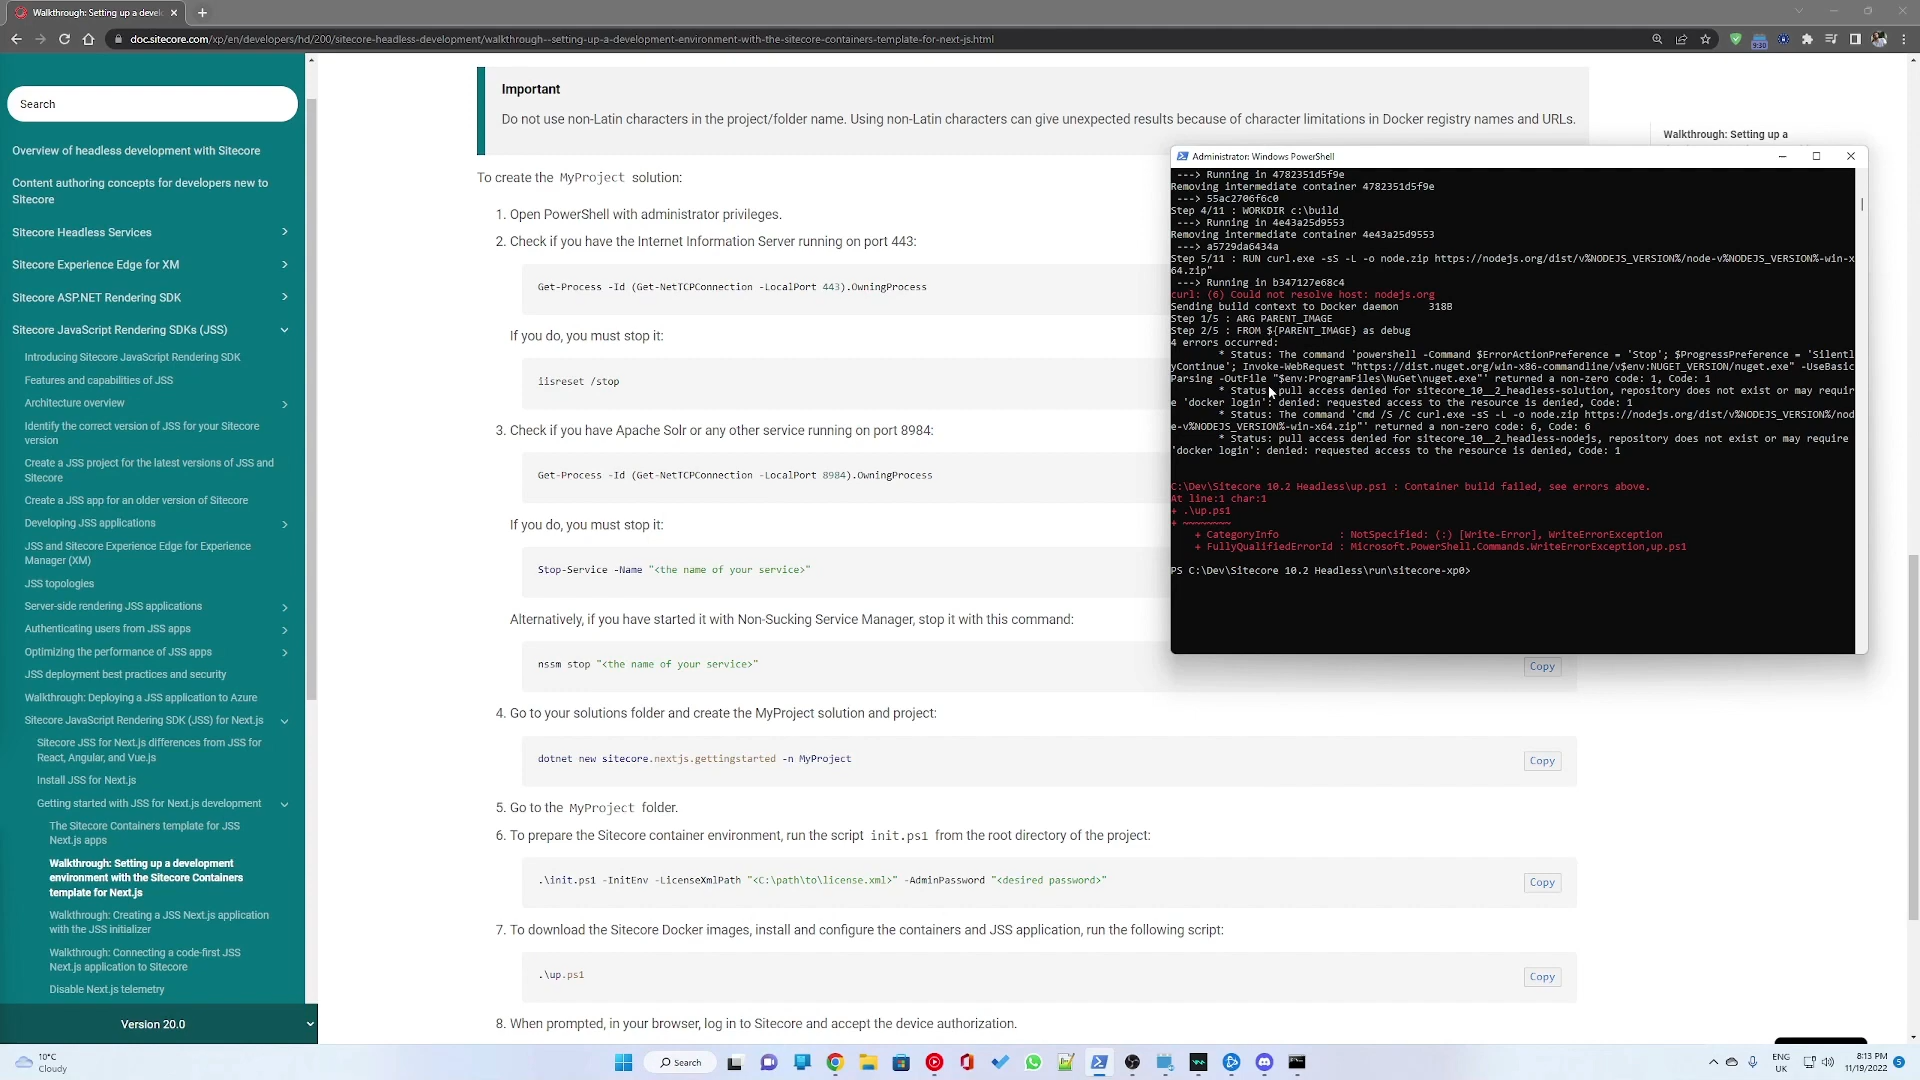 Walkthrough: Setting up a devel
doc.sitecore.com/xp/en/developers/hd/200/sitecore-headless-development/walkthrough--setting-up-a-development-environment-with-the-sitecore-containers-template-for-next-js.html
9:30
Search
Overview of headless development with Sitecore
Content authoring concepts for developers new to
Sitecore
Sitecore Headless Services
Sitecore Experience Edge for XM
Sitecore ASP.NET Rendering SDK
Sitecore JavaScript Rendering SDKs (JSS)
Introducing Sitecore JavaScript Rendering SDK
Features and capabilities of JSS
Architecture overview
Identify the correct version of JSS for your Sitecore
version
Create a JSS project for the latest versions of JSS and
Sitecore
Create a JSS app for an older version of Sitecore
Developing JSS applications
JSS and Sitecore Experience Edge for Experience
Manager (XM)
JSS topologies
Server-side rendering JSS applications
Authenticating users from JSS apps
Optimizing the performance of JSS apps
JSS deployment best practices and security
Walkthrough: Deploying a JSS application to Azure
Sitecore JavaScript Rendering SDK (JSS) for Next.js
Sitecore JSS for Next.js differences from JSS for
React, Angular, and Vue.js
Install JSS for Next.js
Getting started with JSS for Next.js development
The Sitecore Containers template for JSS
Next.js apps
Walkthrough: Setting up a development
environment with the Sitecore Containers
template for Next.js
Walkthrough: Creating a JSS Next.js application
with the JSS initializer
Walkthrough: Connecting a code-first JSS
Next.js application to Sitecore
Disable Next.js telemetry
Version 20.0
Important
Do not use non-Latin characters in the project/folder name. Using non-Latin characters can give unexpected results because of character limitations in Docker registry names and URLs.
To create the MyProject solution:
1. Open PowerShell with administrator privileges.
2. Check if you have the Internet Information Server running on port 443:
Get-Process -Id (Get-NetTCPConnection -LocalPort 443).OwningProcess
If you do, you must stop it:
iisreset /stop
3. Check if you have Apache Solr or any other service running on port 8984:
Get-Process -Id (Get-NetTCPConnection -LocalPort 8984).OwningProcess
If you do, you must stop it:
Stop-Service -Name "<the name of your service>"
Alternatively, if you have started it with Non-Sucking Service Manager, stop it with this command:
nssm stop "<the name of your service>"
Copy
4. Go to your solutions folder and create the MyProject solution and project:
dotnet new sitecore.nextjs.gettingstarted -n MyProject
Copy
5. Go to the MyProject folder.
6. To prepare the Sitecore container environment, run the script init.ps1 from the root directory of the project:
.\init.ps1 -InitEnv -LicenseXmlPath "<C:\path\to\license.xml>" -AdminPassword "<desired password>"
Copy
7. To download the Sitecore Docker images, install and configure the containers and JSS application, run the following script:
.\up.ps1
Copy
8. When prompted, in your browser, log in to Sitecore and accept the device authorization.
Walkthrough: Setting up a
Administrator: Windows PowerShell
---> Running in 4782351d5f9e
Removing intermediate container 4782351d5f9e
---> 55ac2706f6c0
Step 4/11 : WORKDIR c:\build
---> Running in 4e43a25d9553
Removing intermediate container 4e43a25d9553
---> a5729da6434a
Step 5/11 : RUN curl.exe -sS -L -o node.zip https://nodejs.org/dist/v%NODEJS_VERSION%/node-v%NODEJS_VERSION%-win-x
64.zip"
---> Running in b347127e68c4
curl: (6) Could not resolve host: nodejs.org
Sending build context to Docker daemon 318B
Step 1/5 : ARG PARENT_IMAGE
Step 2/5 : FROM ${PARENT_IMAGE} as debug
4 errors occurred:
* Status: The command 'powershell -Command $ErrorActionPreference = 'Stop'; $ProgressPreference = 'Silentl
yContinue'; Invoke-WebRequest "https://dist.nuget.org/win-x86-commandline/v$env:NUGET_VERSION/nuget.exe" -UseBasic
Parsing -OutFile "$env:ProgramFiles\NuGet\nuget.exe"' returned a non-zero code: 1, Code: 1
* Status: pull access denied for sitecore_10__2_headless-solution, repository does not exist or may requir
e 'docker login': denied: requested access to the resource is denied, Code: 1
* Status: The command 'cmd /S /C curl.exe -sS -L -o node.zip https://nodejs.org/dist/v%NODEJS_VERSION%/nod
e-v%NODEJS_VERSION%-win-x64.zip"' returned a non-zero code: 6, Code: 6
* Status: pull access denied for sitecore_10__2_headless-nodejs, repository does not exist or may require
'docker login': denied: requested access to the resource is denied, Code: 1
C:\Dev\Sitecore 10.2 Headless\up.ps1 : Container build failed, see errors above.
At line:1 char:1
+ .\up.ps1
+ ~~~~~~~~
+ CategoryInfo : NotSpecified: (:) [Write-Error], WriteErrorException
+ FullyQualifiedErrorId : Microsoft.PowerShell.Commands.WriteErrorException,up.ps1
PS C:\Dev\Sitecore 10.2 Headless\run\sitecore-xp0>
10°C
Cloudy
Search
ENG
UK
8:13 PM
11/19/2022
5